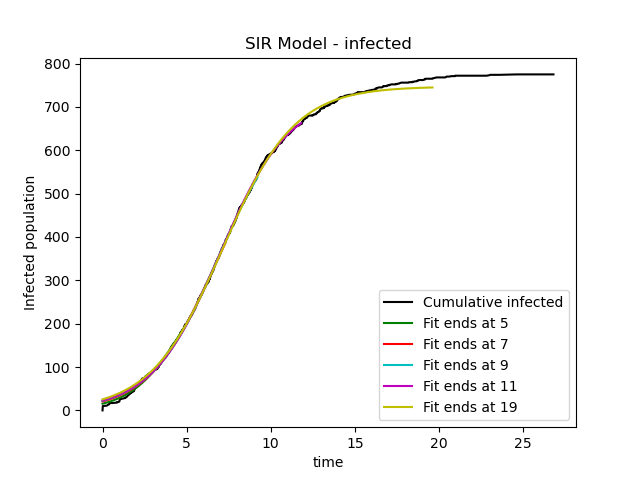 SIR Model - infected
Infected population
800
700
600
500
400
300
200
100
0
0 5 10 15 20 25
time
Cumulative infected
Fit ends at 5
Fit ends at 7
Fit ends at 9
Fit ends at 11
Fit ends at 19